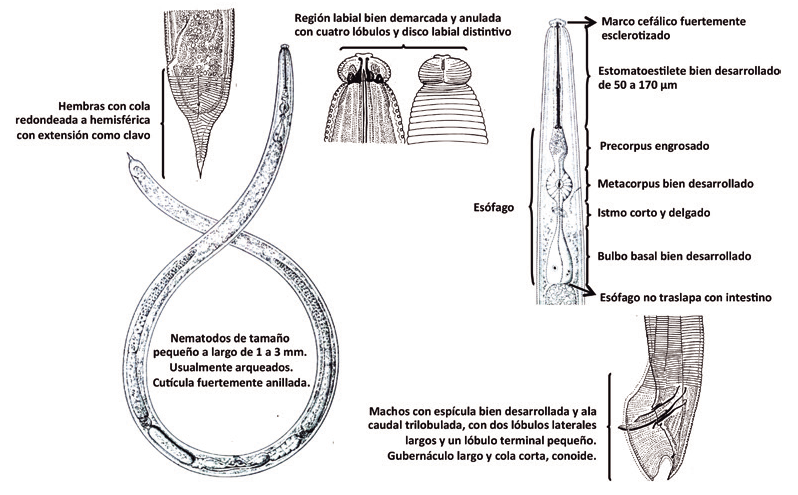 Región labial bien demarcada y anulada
con cuatro lóbulos y disco labial distintivo
Hembras con cola
redondeada a hemisférica
con extensión como clavo
Marco cefálico fuertemente
esclerotizado
Estomatoestilete bien desarrollado
de 50 a 170 µm
Precorpus engrosado
Metacorpus bien desarrollado
Esófago
Istmo corto y delgado
Bulbo basal bien desarrollado
Esófago no traslapa con intestino
Nematodos de tamaño
pequeño a largo de 1 a 3 mm.
Usualmente arqueados.
Cutícula fuertemente anillada.
Machos con espícula bien desarrollada y ala
caudal trilobulada, con dos lóbulos laterales
largos y un lóbulo terminal pequeño.
Gubernáculo largo y cola corta, conoide.